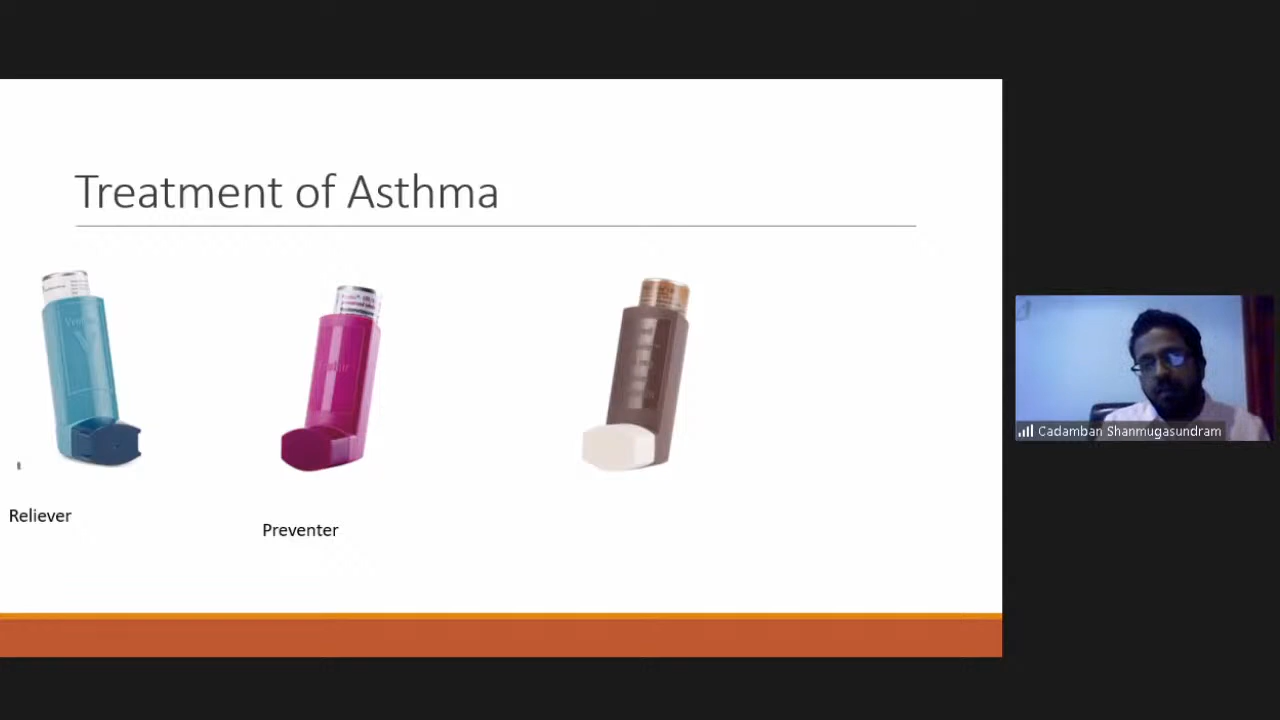 Treatment of Asthma
Reliever
Preventer
Cadamban Shanmugasundram